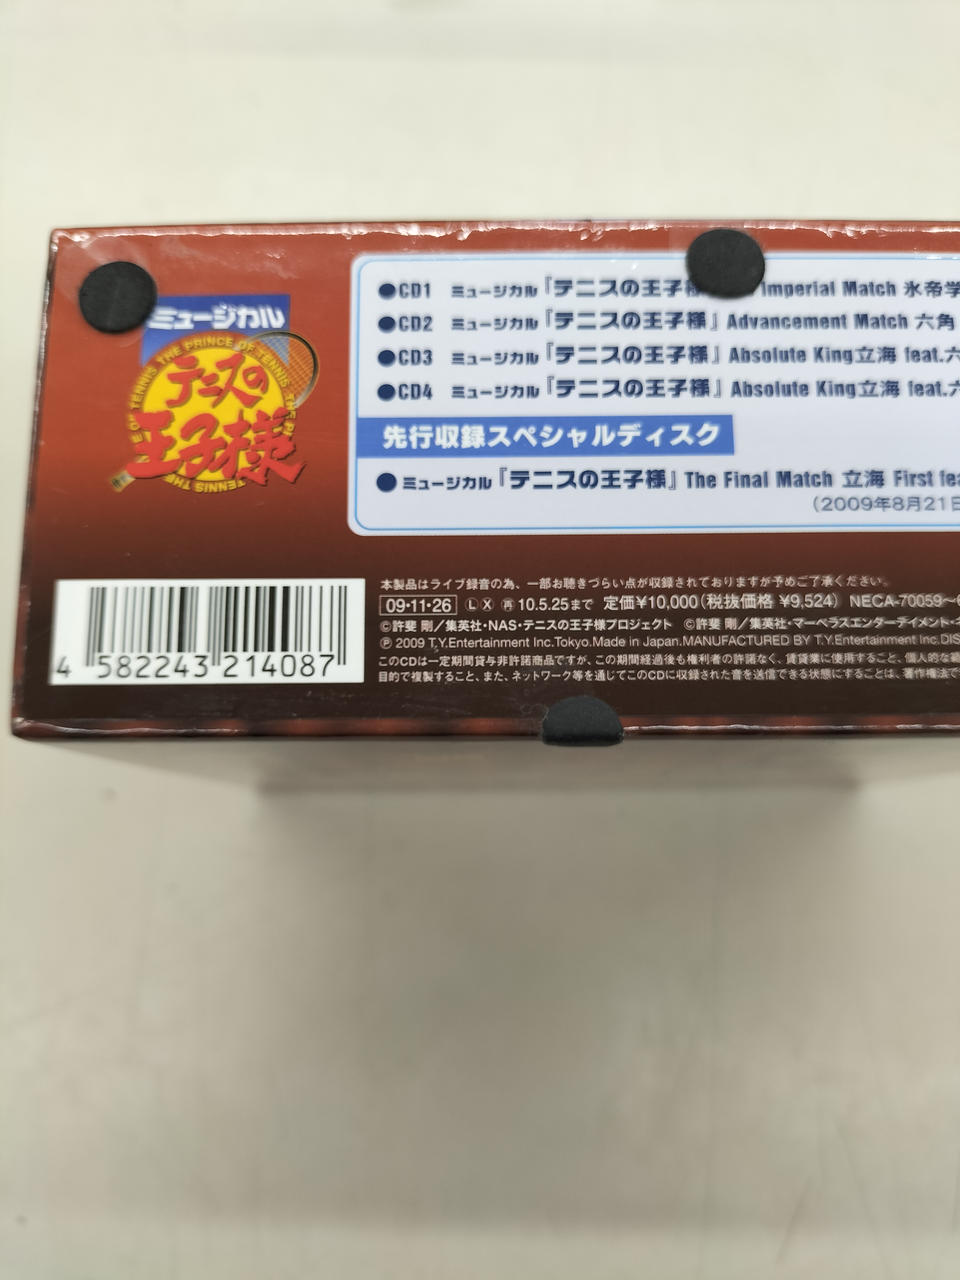 ミュージカル
THE PRINCE OF TENNIS
テニスの
王子様
●CD1 ミュージカル『テニスの王子 Imperial Match 氷帝学
●CD2 ミュージカル『テニスの王子様』Advancement Match 六角
●CD3 ミュージカル『テニスの王子様』Absolute King立海 feat.六
●CD4 ミュージカル『テニスの王子様』Absolute King立海 feat.六
先行収録スペシャルディスク
●ミュージカル『テニスの王子様』The Final Match 立海 First fea
(2009年8月21日
本製品はライブ録音の為、一部お聴きづらい点が収録されておりますが予めご了承ください。
09・11・26 Ⓛ Ⓧ 再 10.5.25まで 定価¥10,000(税抜価格 ¥9,524) NECA-70059〜6
©許斐 剛／集英社・NAS・テニスの王子様プロジェクト ©許斐 剛／集英社・マーベラスエンターテイメント・
Ⓟ 2009 T.Y.Entertainment Inc.Tokyo.Made in Japan.MANUFACTURED BY T.Y.Entertainment Inc.DIS
このCDは一定期間貸与非許諾商品ですが、この期間経過後も権利者の許諾なく、賃貸業に使用すること、個人的な範
目的で複製すること、また、ネットワーク等を通じてこのCDに収録された音を送信できる状態にすることは、著作権法で
4 582243 214087